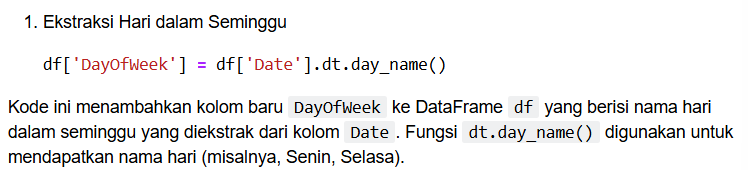 1. Ekstraksi Hari dalam Seminggu
df['DayOfWeek'] = df['Date'].dt.day_name()
Kode ini menambahkan kolom baru DayOfWeek ke DataFrame df yang berisi nama hari
dalam seminggu yang diekstrak dari kolom Date . Fungsi dt.day_name() digunakan untuk
mendapatkan nama hari (misalnya, Senin, Selasa).